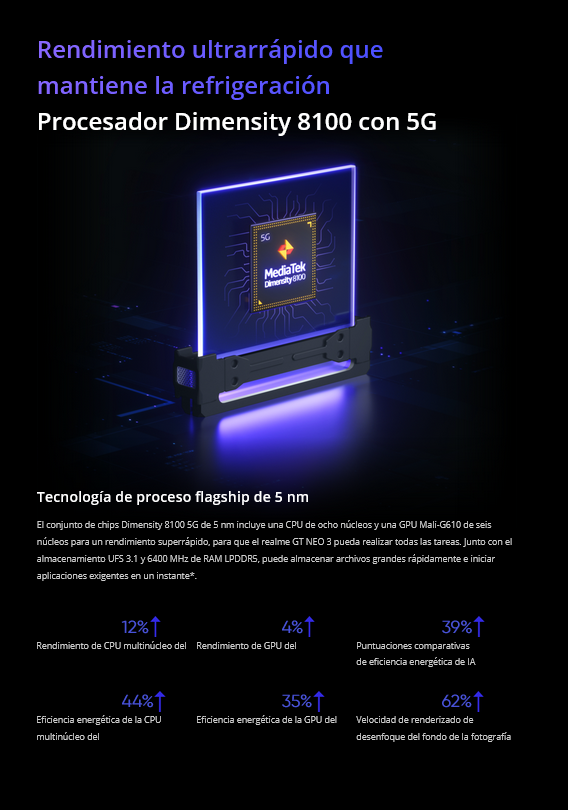 Rendimiento ultrarrápido que
mantiene la refrigeración
Procesador Dimensity 8100 con 5G
5G
MediaTek
Dimensity 8100
Tecnología de proceso flagship de 5 nm
El conjunto de chips Dimensity 8100 5G de 5 nm incluye una CPU de ocho núcleos y una GPU Mali-G610 de seis
núcleos para un rendimiento superrápido, para que el realme GT NEO 3 pueda realizar todas las tareas. Junto con el
almacenamiento UFS 3.1 y 6400 MHz de RAM LPDDR5, puede almacenar archivos grandes rápidamente e iniciar
aplicaciones exigentes en un instante*.
12%↑
Rendimiento de CPU multinúcleo del
4%↑
Rendimiento de GPU del
39%↑
Puntuaciones comparativas
de eficiencia energética de IA
44%↑
Eficiencia energética de la CPU
multinúcleo del
35%↑
Eficiencia energética de la GPU del
62%↑
Velocidad de renderizado de
desenfoque del fondo de la fotografía